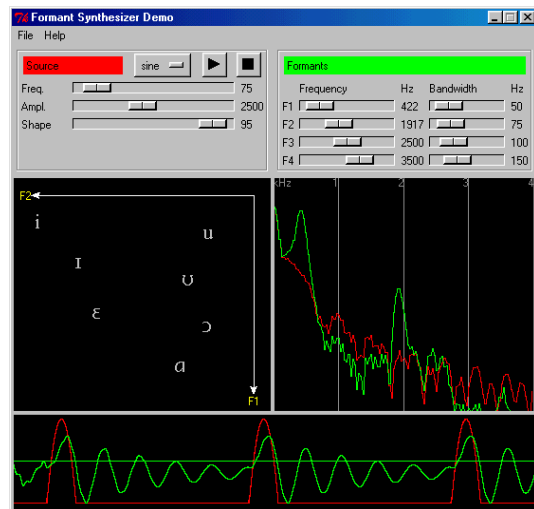 Formant Synthesizer Demo
File Help
Source sine
Freq. 75
Ampl. 2500
Shape 95
Formants
Frequency Hz Bandwidth Hz
F1 422 50
F2 1917 75
F3 2500 100
F4 3500 150
F2
i
u
ɪ
ʊ
ε
ɔ
ɑ
F1
kHz 1 2 3 4